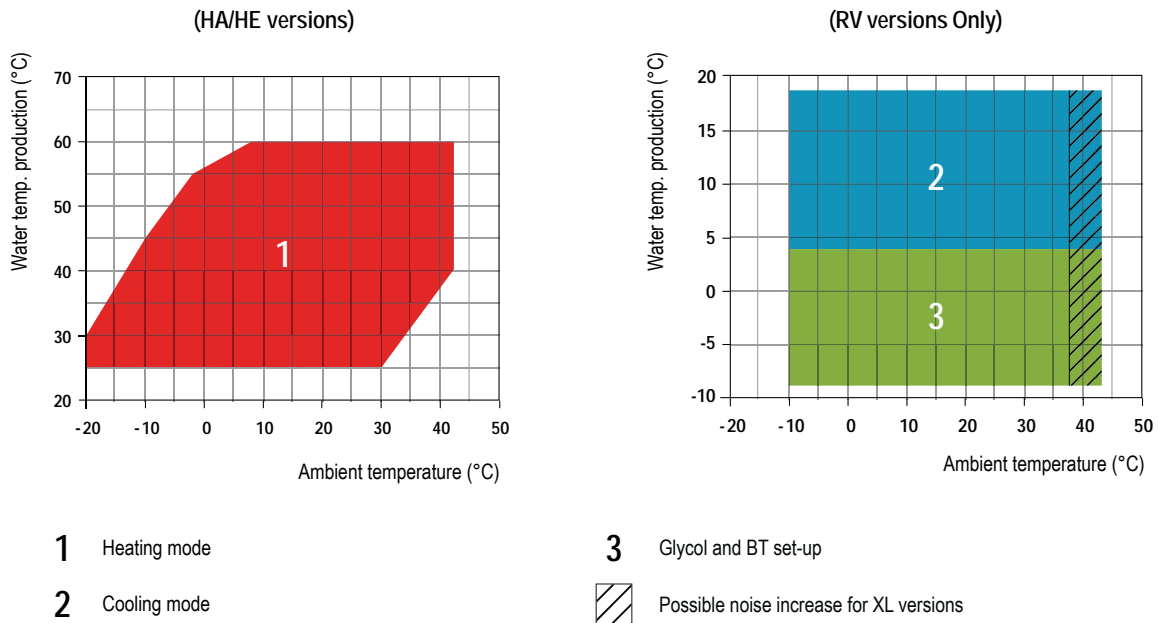 (HA/HE versions)
Water temp. production (°C)
70
60
50
40
30
20
1
-20 -10 0 10 20 30 40 50
Ambient temperature (°C)
(RV versions Only)
Water temp. production (°C)
20
15
10
5
0
-5
-10
2
3
-20 -10 0 10 20 30 40 50
Ambient temperature (°C)
1 Heating mode
2 Cooling mode
3 Glycol and BT set-up
Possible noise increase for XL versions